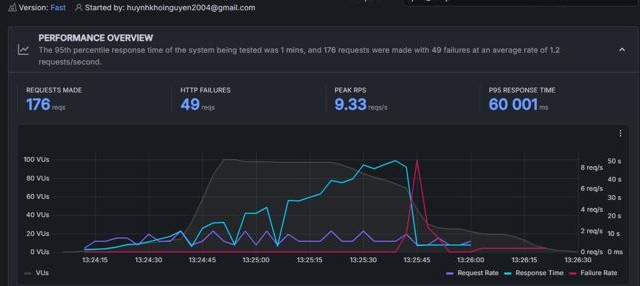 Version: Fast Started by: huynhkhoinguyen2004@gmail.com
PERFORMANCE OVERVIEW
The 95th percentile response time of the system being tested was 1 mins, and 176 requests were made with 49 failures at an average rate of 1.2
requests/second.
REQUESTS MADE HTTP FAILURES PEAK RPS P95 RESPONSE TIME
176 reqs 49 reqs 9.33 reqs/s 60 001 ms
100 VUs 8 req/s 50 s
80 VUs 40 s
60 VUs 6 req/s 30 s
40 VUs 4 req/s 20 s
20 VUs 2 req/s 10 s
0 VUs 0 req/s 0 ms
13:24:15 13:24:30 13:24:45 13:25:00 13:25:15 13:25:30 13:25:45 13:26:00 13:26:15 13:26:30
VUs Request Rate Response Time Failure Rate